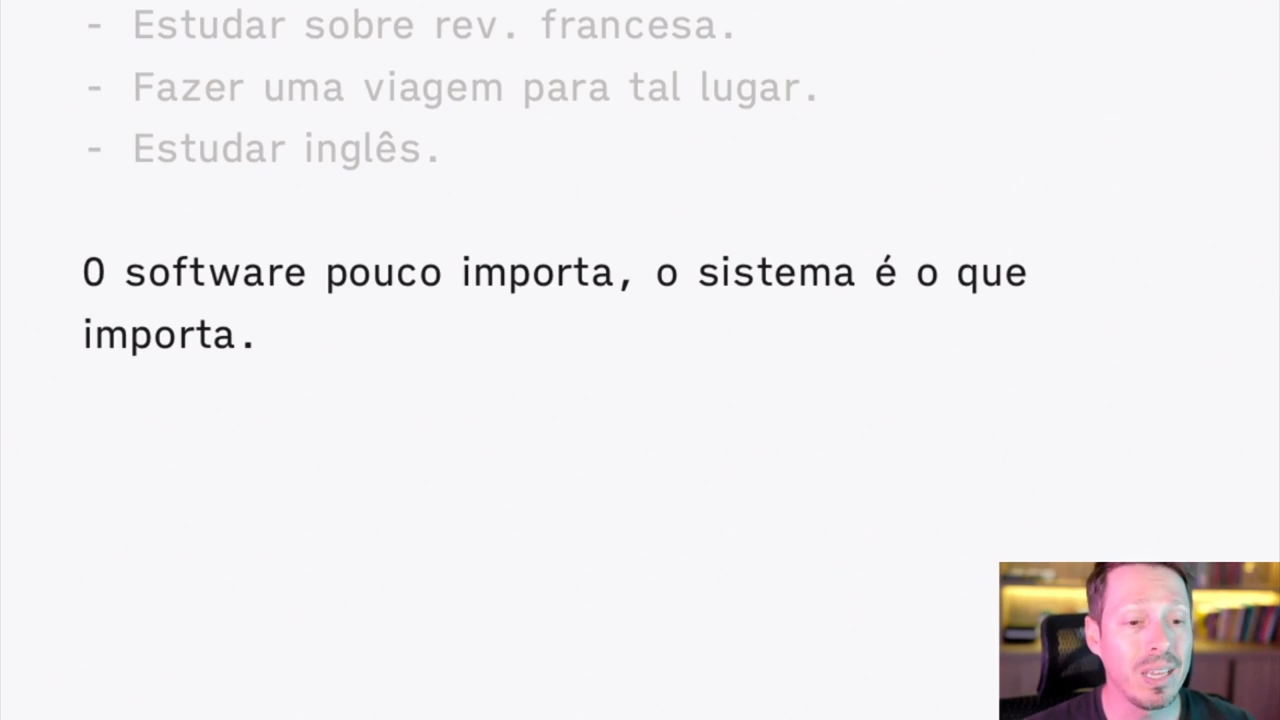 - Estudar sobre rev. francesa.
- Fazer uma viagem para tal lugar.
- Estudar inglês.
O software pouco importa, o sistema é o que
importa.